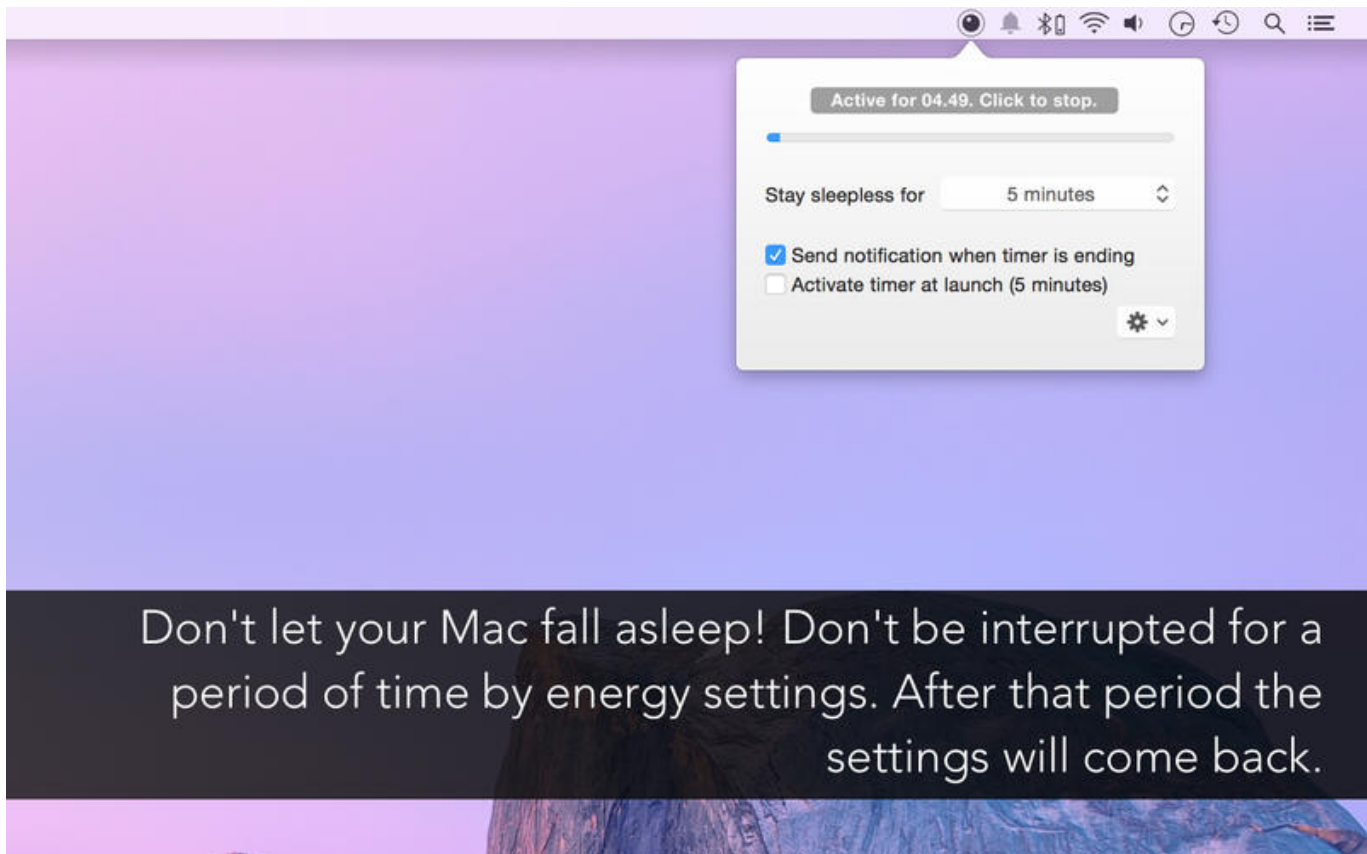 Active for 04.49. Click to stop.
Stay sleepless for 5 minutes
Send notification when timer is ending
Activate timer at launch (5 minutes)
Don't let your Mac fall asleep! Don't be interrupted for a
period of time by energy settings. After that period the
settings will come back.